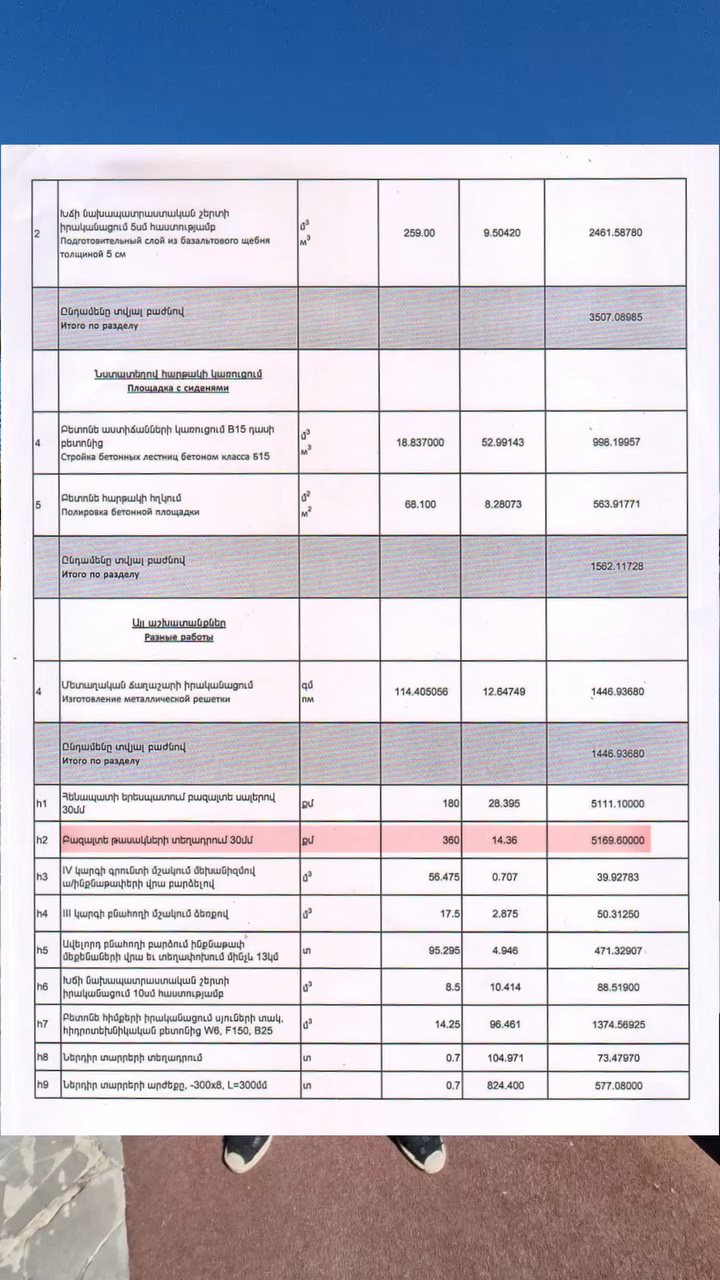 2
Խճի նախապատրաստական շերտի
իրականացում 5սմ հաստությամբ
Подготовительный слой из базальтового щебня
толщиной 5 см
մ³
м³
259.00
9.50420
2461.58780
Ընդամենը տվյալ բաժնով
Итого по разделу
3507.08985
Նստատեղով հարթակի կառուցում
Площадка с сиденями
4
Բետոնե աստիճանների կառուցում B15 դասի
բետոնից
Стройка бетонных лестниц бетоном класса Б15
մ³
м³
18.837000
52.99143
998.19957
5
Բետոնե հարթակի հղկում
Полировка бетонной площадки
մ²
м²
68.100
8.28073
563.91771
Ընդամենը տվյալ բաժնով
Итого по разделу
1562.11728
Այլ աշխատանքներ
Разные работы
4
Մետաղական ճաղաշարի իրականացում
Изготовление металлической решетки
գմ
пм
114.405056
12.64749
1446.93680
Ընդամենը տվյալ բաժնով
Итого по разделу
1446.93680
h1
Հենապատի երեսպատում բազալտե սալերով
30մմ
քմ
180
28.395
5111.10000
h2
Բազալտե թասակների տեղադրում 30մմ
քմ
360
14.36
5169.60000
h3
IV կարգի գրունտի մշակում մեխանիզմով
ա/ինքնաթափերի վրա բարձելով
մ³
56.475
0.707
39.92783
h4
III կարգի բնահողի մշակում ձեռքով
մ³
17.5
2.875
50.31250
h5
Ավելորդ բնահողի բարձում ինքնաթափ
մեքենաների վրա եւ տեղափոխում մինչև 13կմ
տ
95.295
4.946
471.32907
h6
Խճի նախապատրաստական շերտի
իրականացում 10սմ հաստությամբ
մ³
8.5
10.414
88.51900
h7
Բետոնե հիմքերի իրականացում սյուների տակ,
հիդրոտեխնիկական բետոնից W6, F150, B25
մ³
14.25
96.461
1374.56925
h8
Ներդիր տարրերի տեղադրում
տ
0.7
104.971
73.47970
h9
Ներդիր տարրերի արժեքը, -300x8, L=300մմ
տ
0.7
824.400
577.08000